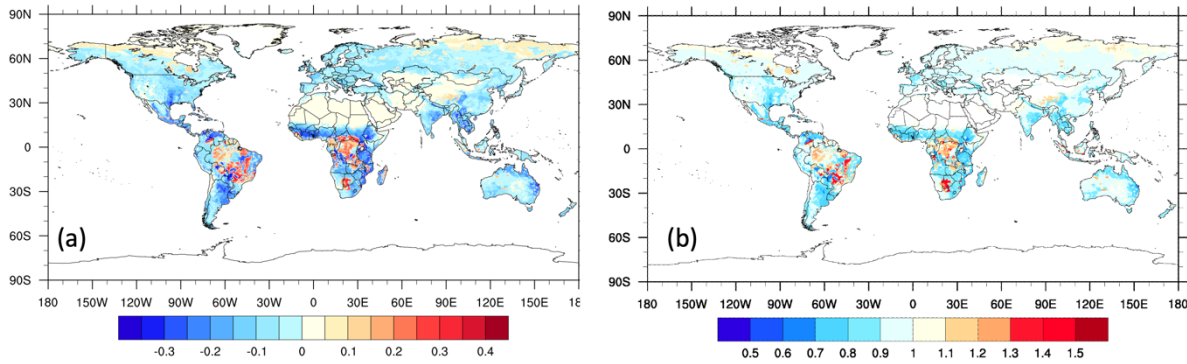 90N
60N
30N
0
30S
60S
90S
(a)
180 150W 120W 90W 60W 30W 0 30E 60E 90E 120E 150E 18
-0.3 -0.2 -0.1 0 0.1 0.2 0.3 0.4
90N
60N
30N
0
30S
60S
90S
(b)
180 150W 120W 90W 60W 30W 0 30E 60E 90E 120E 150E 180
0.5 0.6 0.7 0.8 0.9 1 1.1 1.2 1.3 1.4 1.5